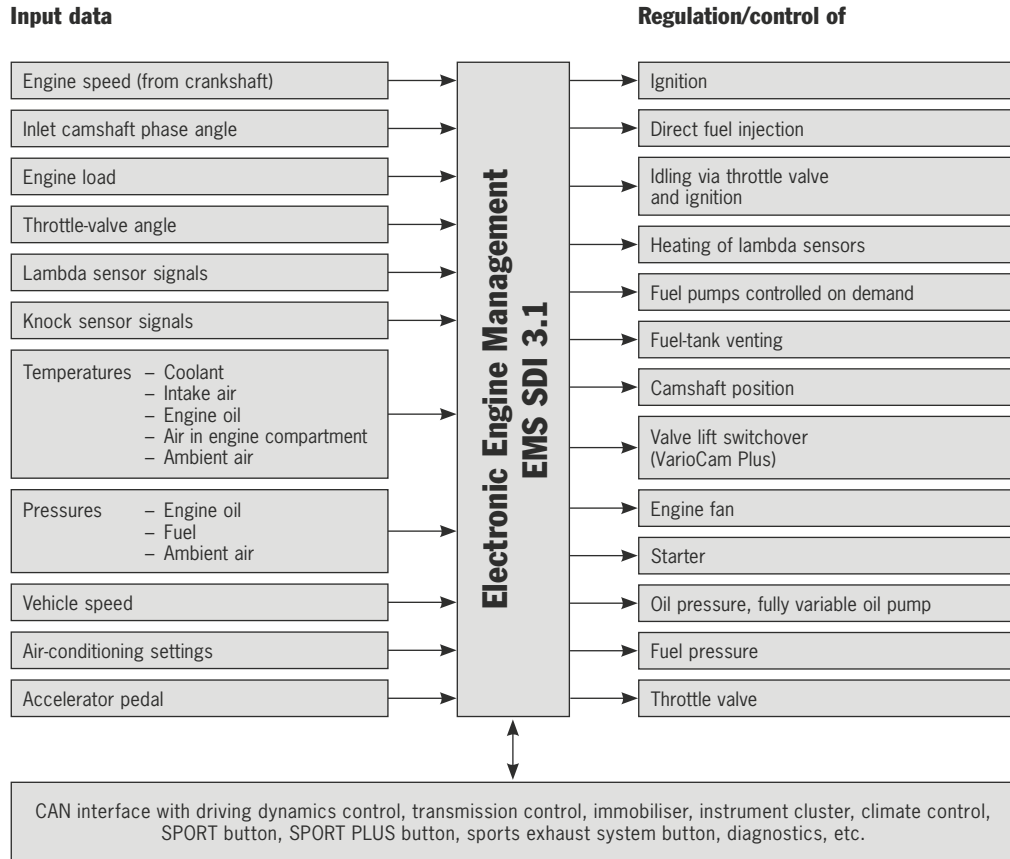 Input data
Regulation/control of
Engine speed (from crankshaft)
Inlet camshaft phase angle
Engine load
Throttle-valve angle
Lambda sensor signals
Knock sensor signals
Temperatures – Coolant
– Intake air
– Engine oil
– Air in engine compartment
– Ambient air
Pressures – Engine oil
– Fuel
– Ambient air
Vehicle speed
Air-conditioning settings
Accelerator pedal
Electronic Engine Management
EMS SDI 3.1
Ignition
Direct fuel injection
Idling via throttle valve
and ignition
Heating of lambda sensors
Fuel pumps controlled on demand
Fuel-tank venting
Camshaft position
Valve lift switchover
(VarioCam Plus)
Engine fan
Starter
Oil pressure, fully variable oil pump
Fuel pressure
Throttle valve
CAN interface with driving dynamics control, transmission control, immobiliser, instrument cluster, climate control,
SPORT button, SPORT PLUS button, sports exhaust system button, diagnostics, etc.